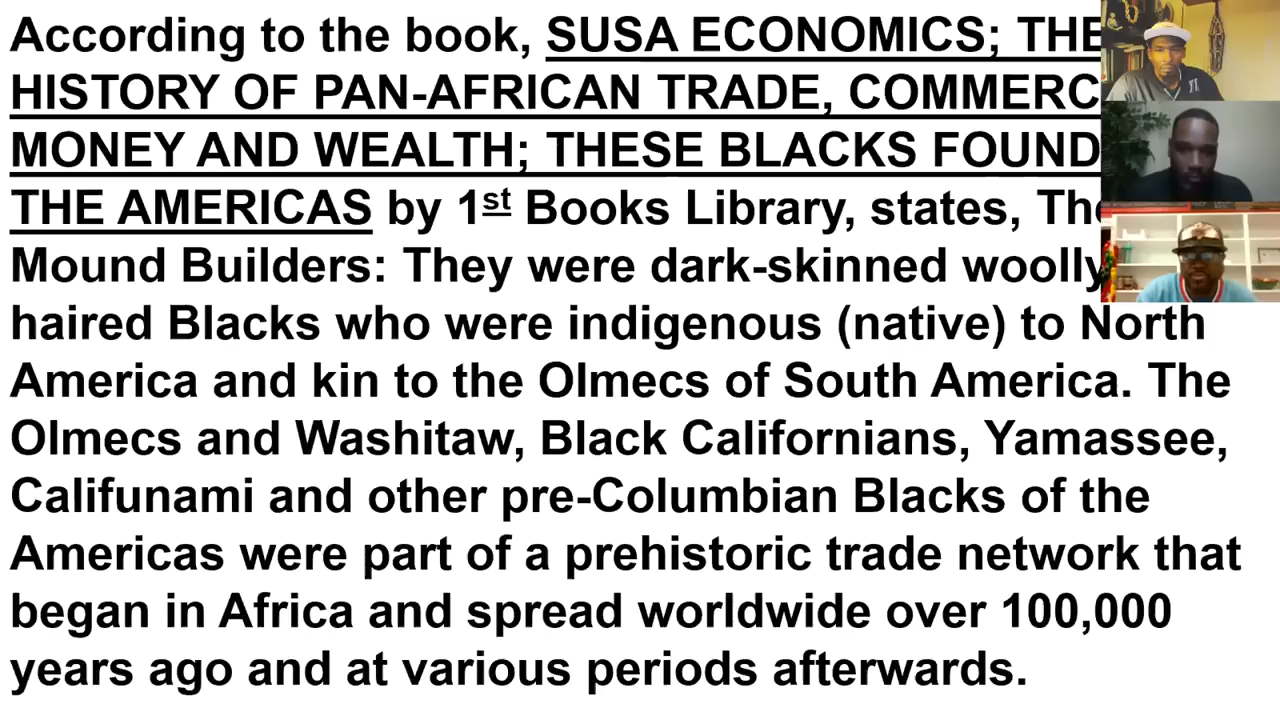 According to the book, SUSA ECONOMICS; THE
HISTORY OF PAN-AFRICAN TRADE, COMMERC
MONEY AND WEALTH; THESE BLACKS FOUND
THE AMERICAS by 1st Books Library, states, The
Mound Builders: They were dark-skinned woolly
haired Blacks who were indigenous (native) to North
America and kin to the Olmecs of South America. The
Olmecs and Washitaw, Black Californians, Yamassee,
Califunami and other pre-Columbian Blacks of the
Americas were part of a prehistoric trade network that
began in Africa and spread worldwide over 100,000
years ago and at various periods afterwards.